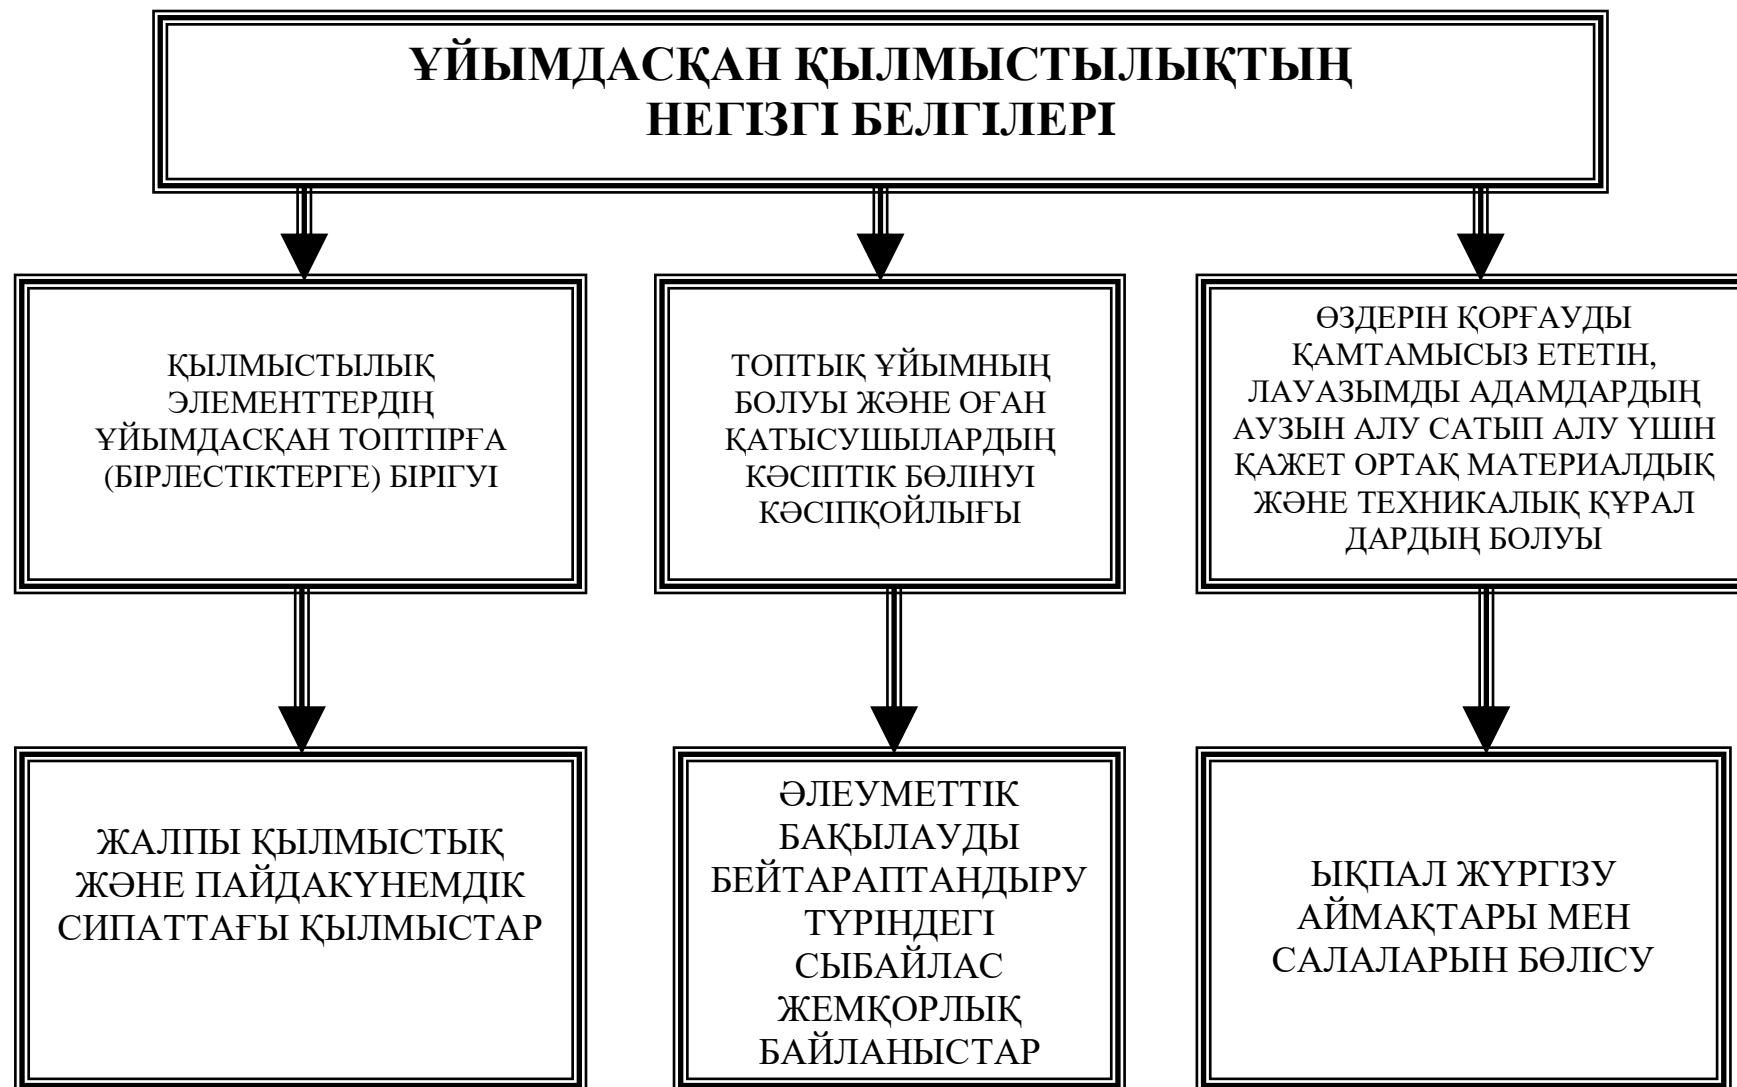 ҰЙЫМДАСҚАН ҚЫЛМЫСТЫЛЫҚТЫҢ
НЕГІЗГІ БЕЛГІЛЕРІ
ҚЫЛМЫСТЫЛЫҚ
ЭЛЕМЕНТТЕРДІҢ
ҰЙЫМДАСҚАН ТОПТПРҒА
(БІРЛЕСТІКТЕРГЕ) БІРІГУІ
ТОПТЫҚ ҰЙЫМНЫҢ
БОЛУЫ ЖӘНЕ ОҒАН
ҚАТЫСУШЫЛАРДЫҢ
КӘСІПТІК БӨЛІНУІ
КӘСІПҚОЙЛЫҒЫ
ӨЗДЕРІН ҚОРҒАУДЫ
ҚАМТАМЫСЫЗ ЕТЕТІН,
ЛАУАЗЫМДЫ АДАМДАРДЫҢ
АУЗЫН АЛУ САТЫП АЛУ ҮШІН
ҚАЖЕТ ОРТАҚ МАТЕРИАЛДЫҚ
ЖӘНЕ ТЕХНИКАЛЫҚ ҚҰРАЛ
ДАРДЫҢ БОЛУЫ
ЖАЛПЫ ҚЫЛМЫСТЫҚ
ЖӘНЕ ПАЙДАКҮНЕМДІК
СИПАТТАҒЫ ҚЫЛМЫСТАР
ӘЛЕУМЕТТІК
БАҚЫЛАУДЫ
БЕЙТАРАПТАНДЫРУ
ТҮРІНДЕГІ
СЫБАЙЛАС
ЖЕМҚОРЛЫҚ
БАЙЛАНЫСТАР
ЫҚПАЛ ЖҮРГІЗУ
АЙМАҚТАРЫ МЕН
САЛАЛАРЫН БӨЛІСУ